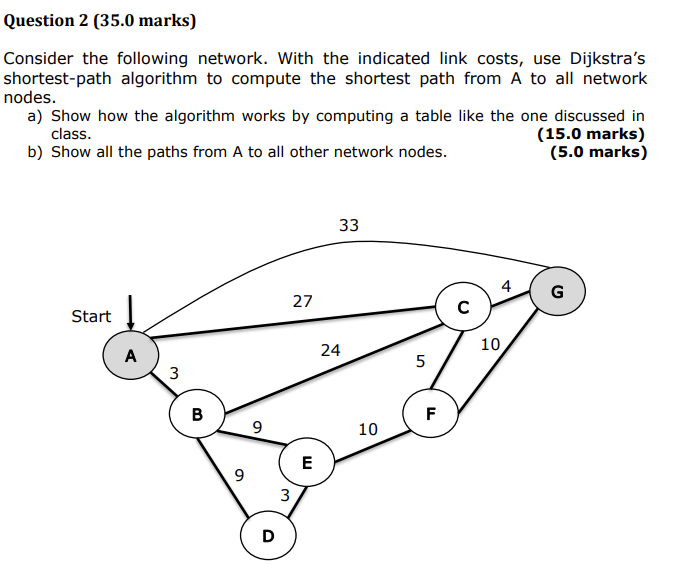 Question 2 (35.0 marks)
Consider the following network. With the indicated link costs, use Dijkstra's
shortest-path algorithm to compute the shortest path from A to all network
nodes.
a) Show how the algorithm works by computing a table like the one discussed in
class. (15.0 marks)
b) Show all the paths from A to all other network nodes. (5.0 marks)
33
4
G
27
C
Start
10
24
A
5
3
B
F
9
10
E
9
3
D